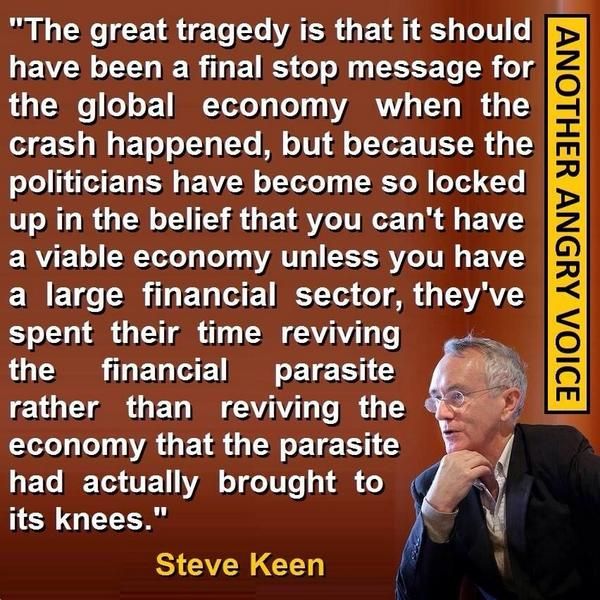 "The great tragedy is that it should
have been a final stop message for
the global economy when the
crash happened, but because the
politicians have become so locked
up in the belief that you can't have
a viable economy unless you have
a large financial sector, they've
spent their time reviving
the financial parasite
rather than reviving the
economy that the parasite
had actually brought to
its knees."
Steve Keen
ANOTHER ANGRY VOICE